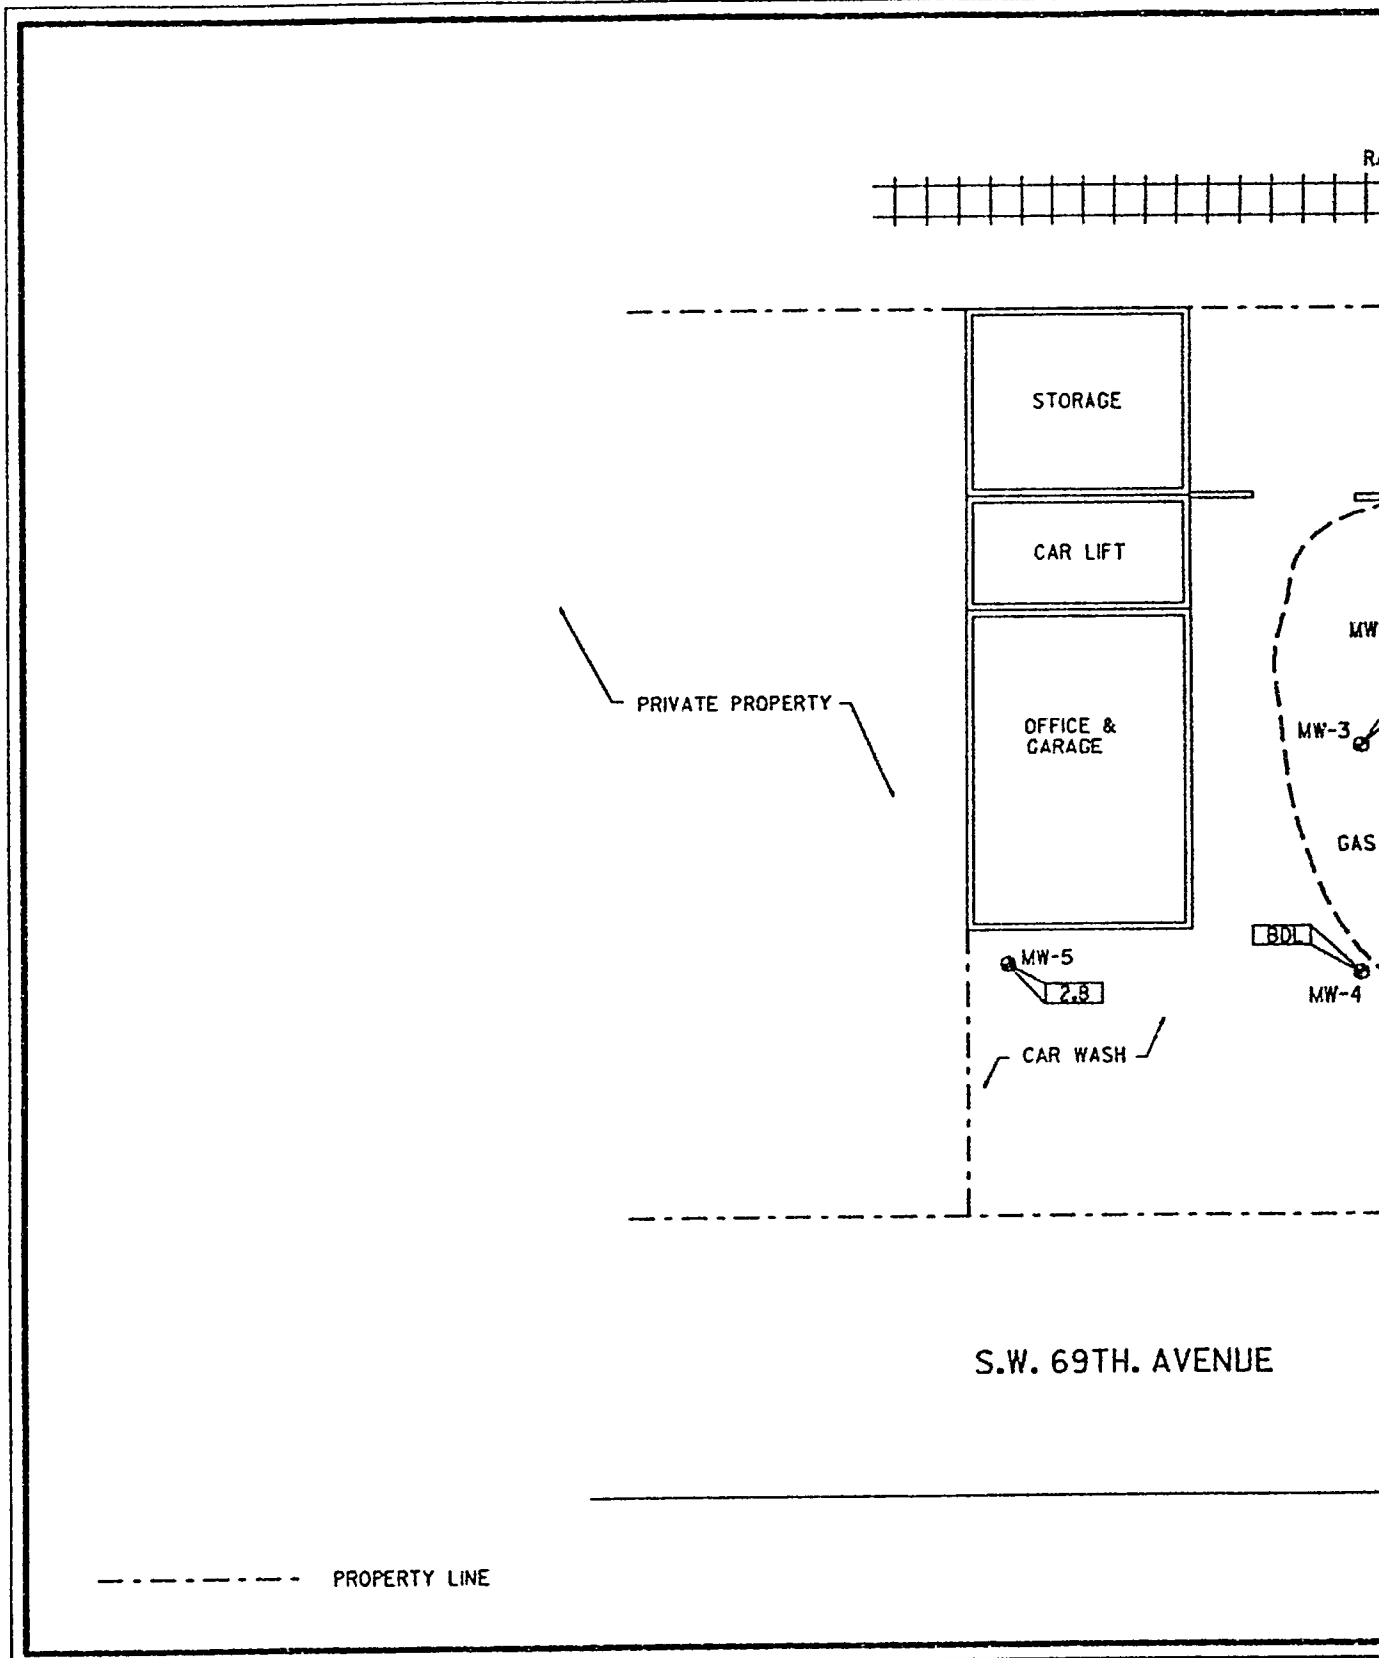 RA
STORAGE
CAR LIFT
MW
PRIVATE PROPERTY
OFFICE &
GARAGE
MW-3
GAS
BDL
MW-5
2.8
MW-4
CAR WASH
S.W. 69TH. AVENUE
PROPERTY LINE